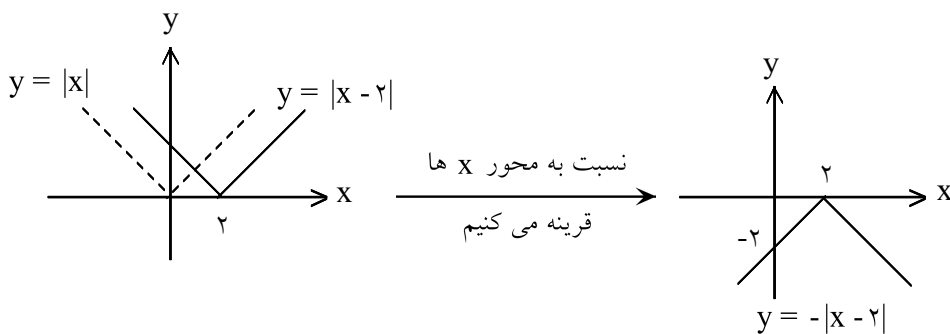 y
y = |x|
y = |x - ۲|
x
۲
نسبت به محور x ها
قرینه می کنیم
y
x
۲
-۲
y = -|x - ۲|